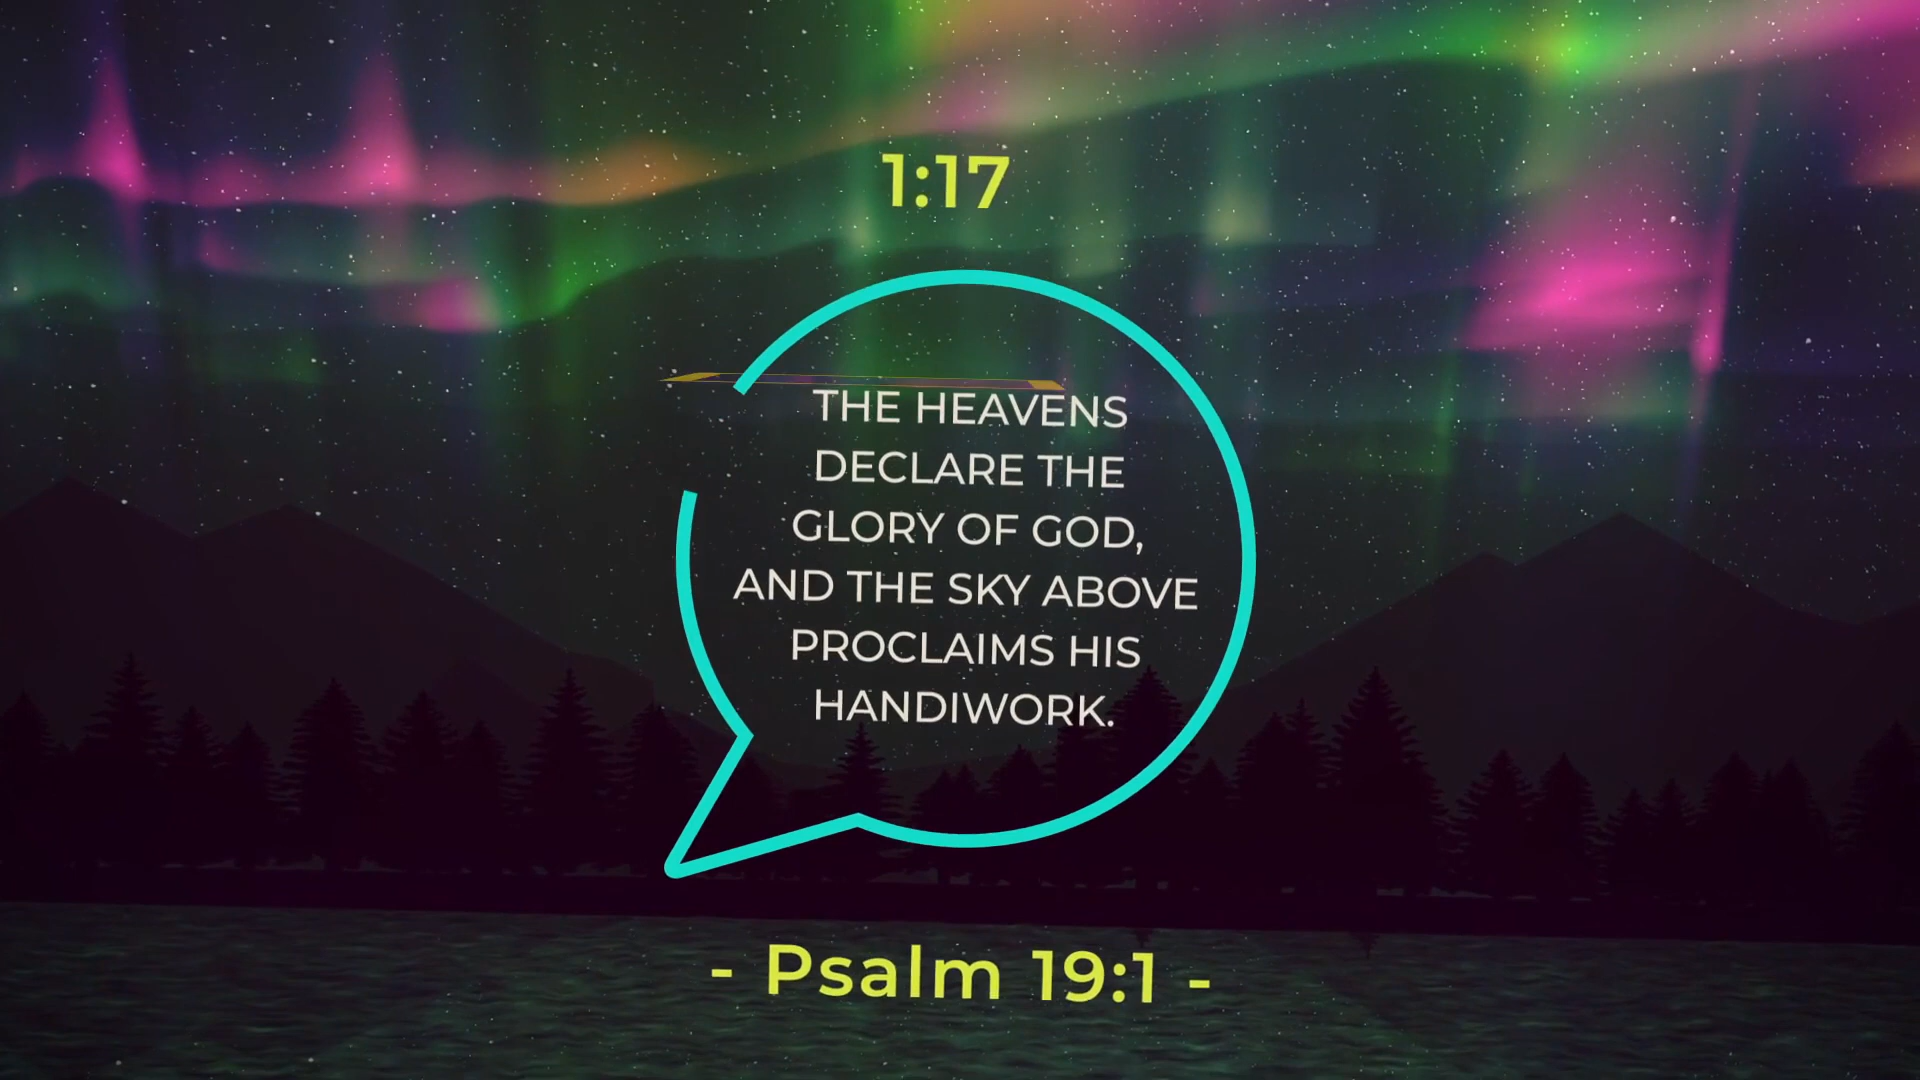 1:17
THE HEAVENS
DECLARE THE
GLORY OF GOD,
AND THE SKY ABOVE
PROCLAIMS HIS
HANDIWORK.
- Psalm 19:1 -